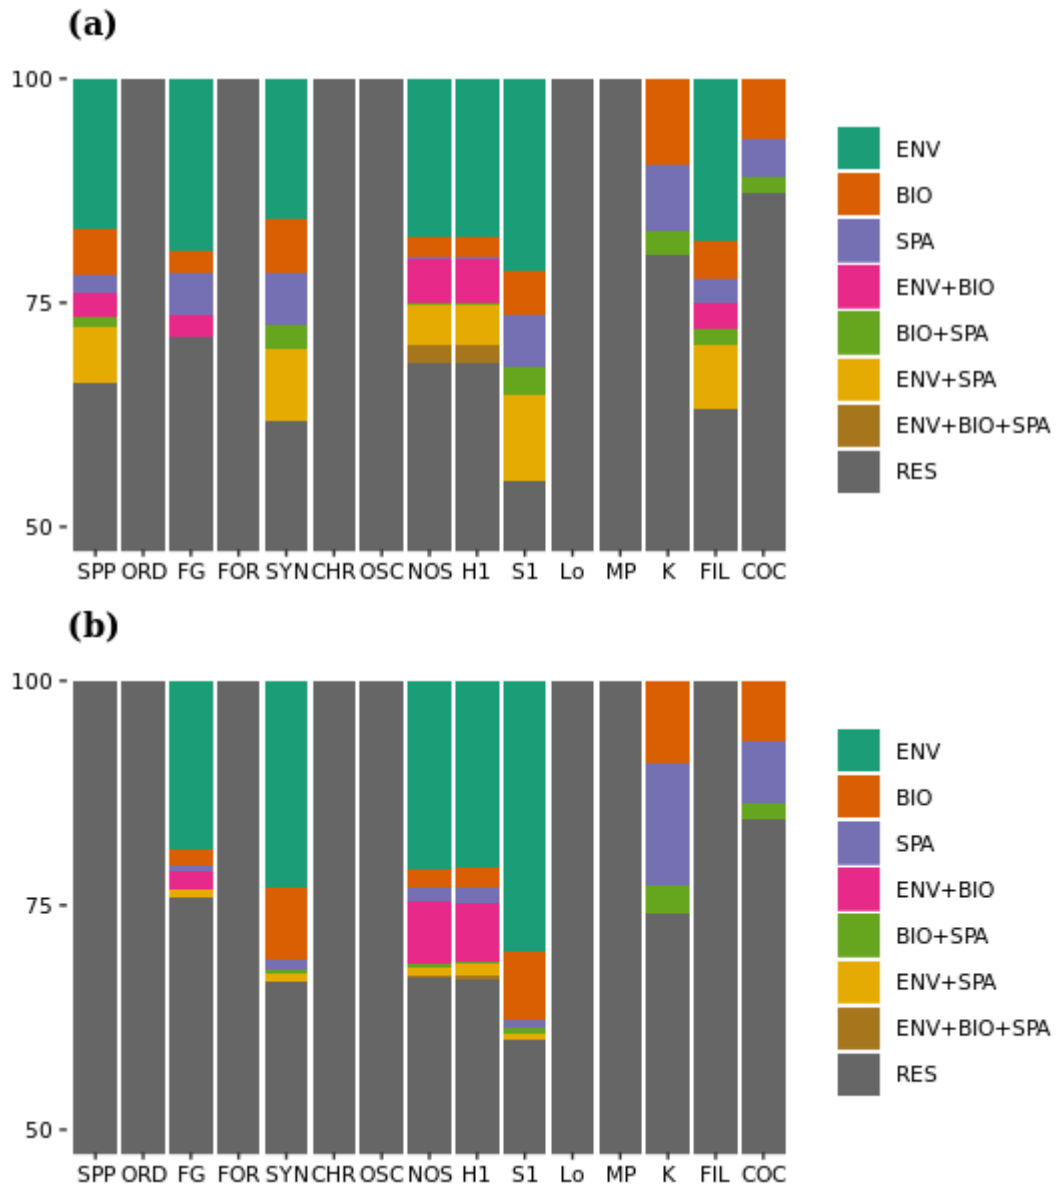 (a)
100
75
50
SPP ORD FG FOR SYN CHR OSC NOS H1 S1 Lo MP K FIL COC
ENV
BIO
SPA
ENV+BIO
BIO+SPA
ENV+SPA
ENV+BIO+SPA
RES
(b)
100
75
50
SPP ORD FG FOR SYN CHR OSC NOS H1 S1 Lo MP K FIL COC
ENV
BIO
SPA
ENV+BIO
BIO+SPA
ENV+SPA
ENV+BIO+SPA
RES